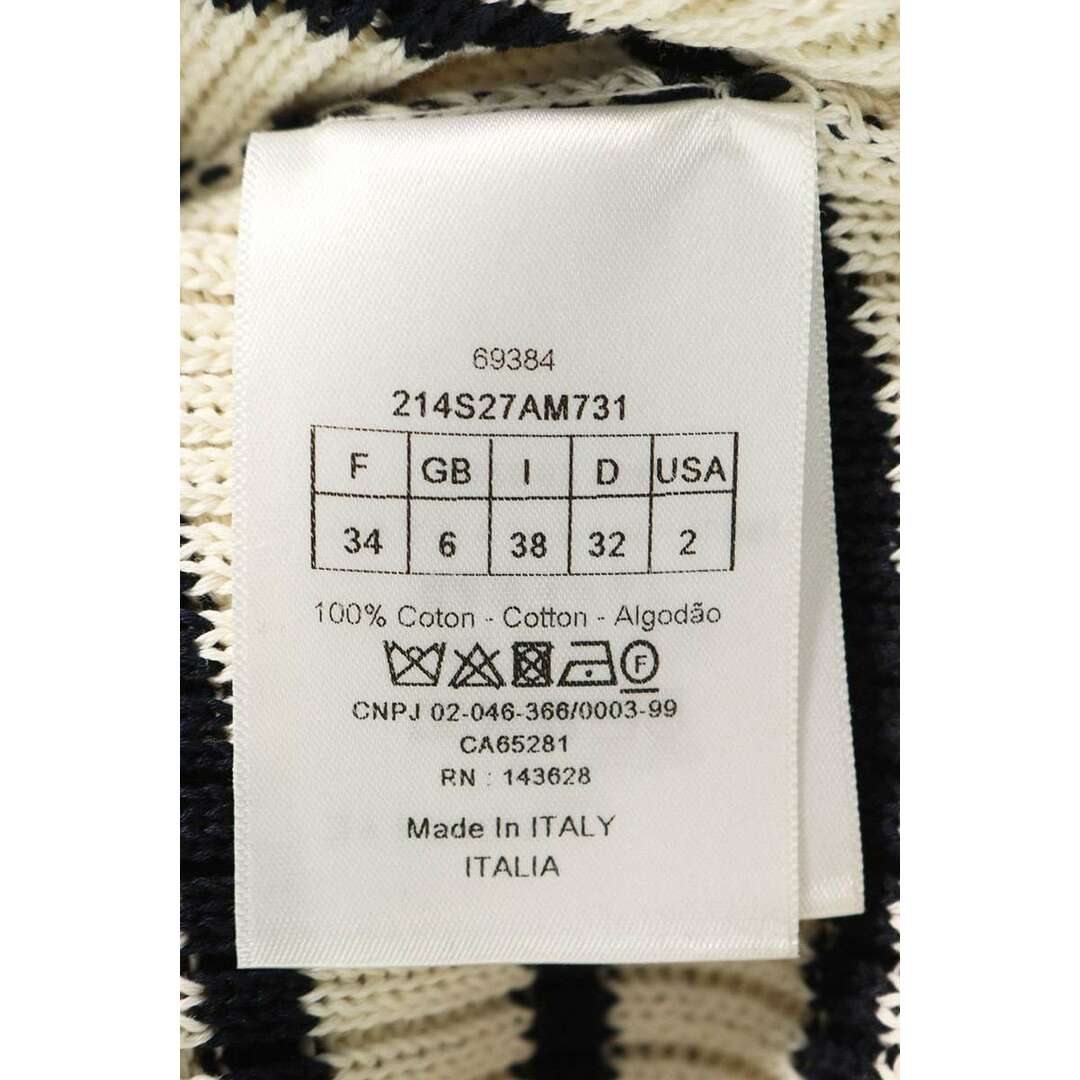 69384
214S27AM731
F GB I D USA
34 6 38 32 2
100% Coton - Cotton - Algodão
F
CNPJ 02-046-366/0003-99
CA65281
RN : 143628
Made In ITALY
ITALIA